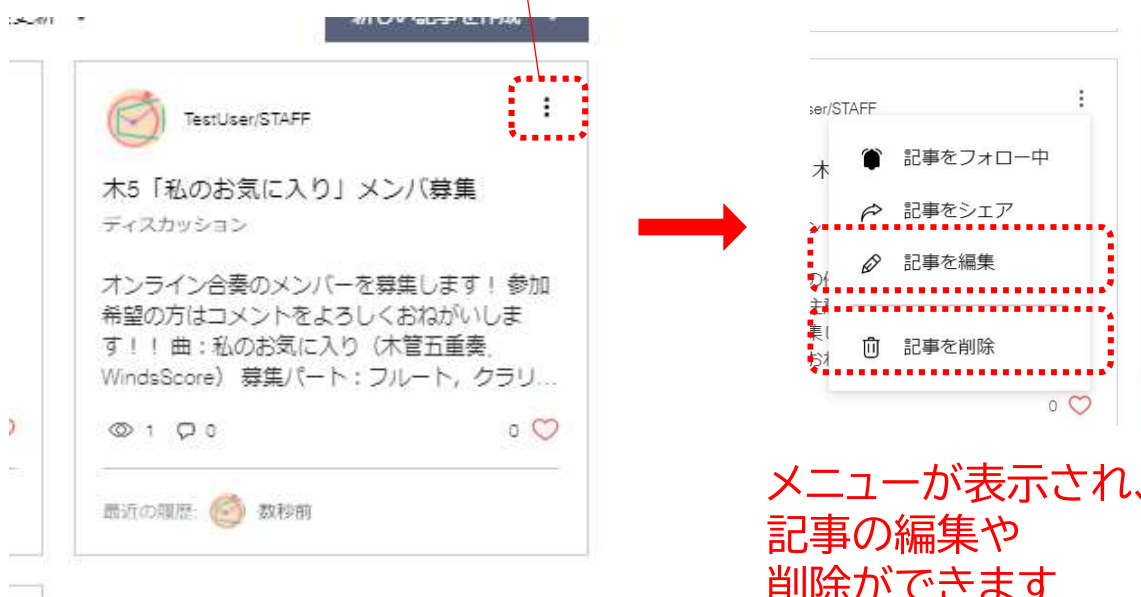 新しい記事を作成
TestUser/STAFF
木5「私のお気に入り」メンバ募集
ディスカッション
オンライン合奏のメンバーを募集します！ 参加
希望の方はコメントをよろしくおねがいしま
す！！ 曲：私のお気に入り（木管五重奏,
WindsScore） 募集パート：フルート，クラリ...
1 0
0
最近の履歴: 数秒前
ser/STAFF
木
記事をフォロー中
記事をシェア
記事を編集
記事を削除
0
メニューが表示され、
記事の編集や
削除ができます